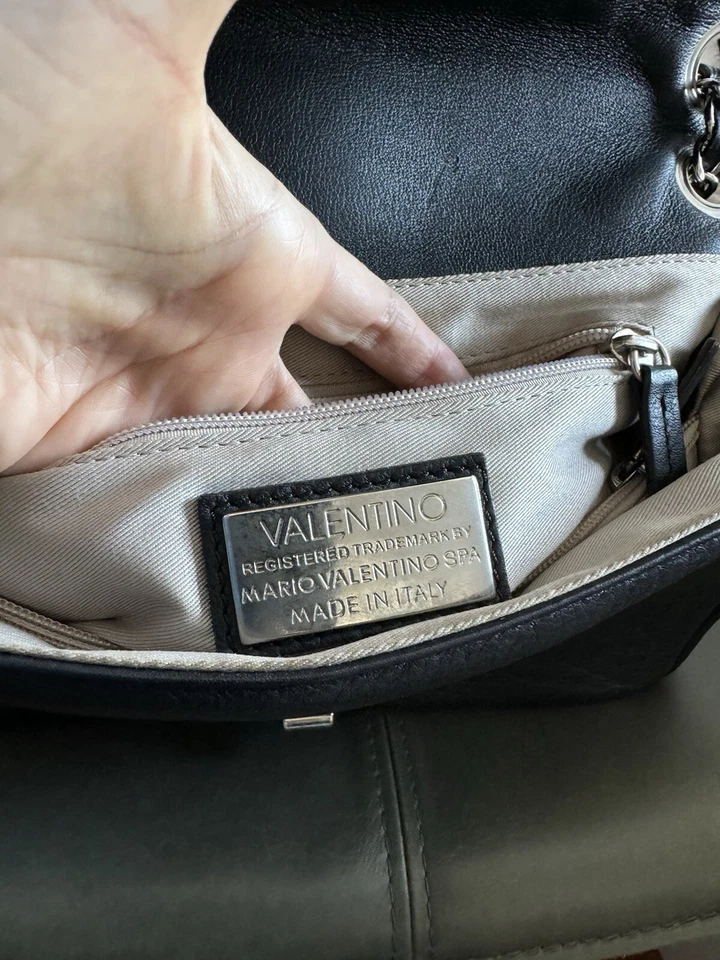 VALENTINO
REGISTERED TRADEMARK BY
MARIO VALENTINO SPA
MADE IN ITALY